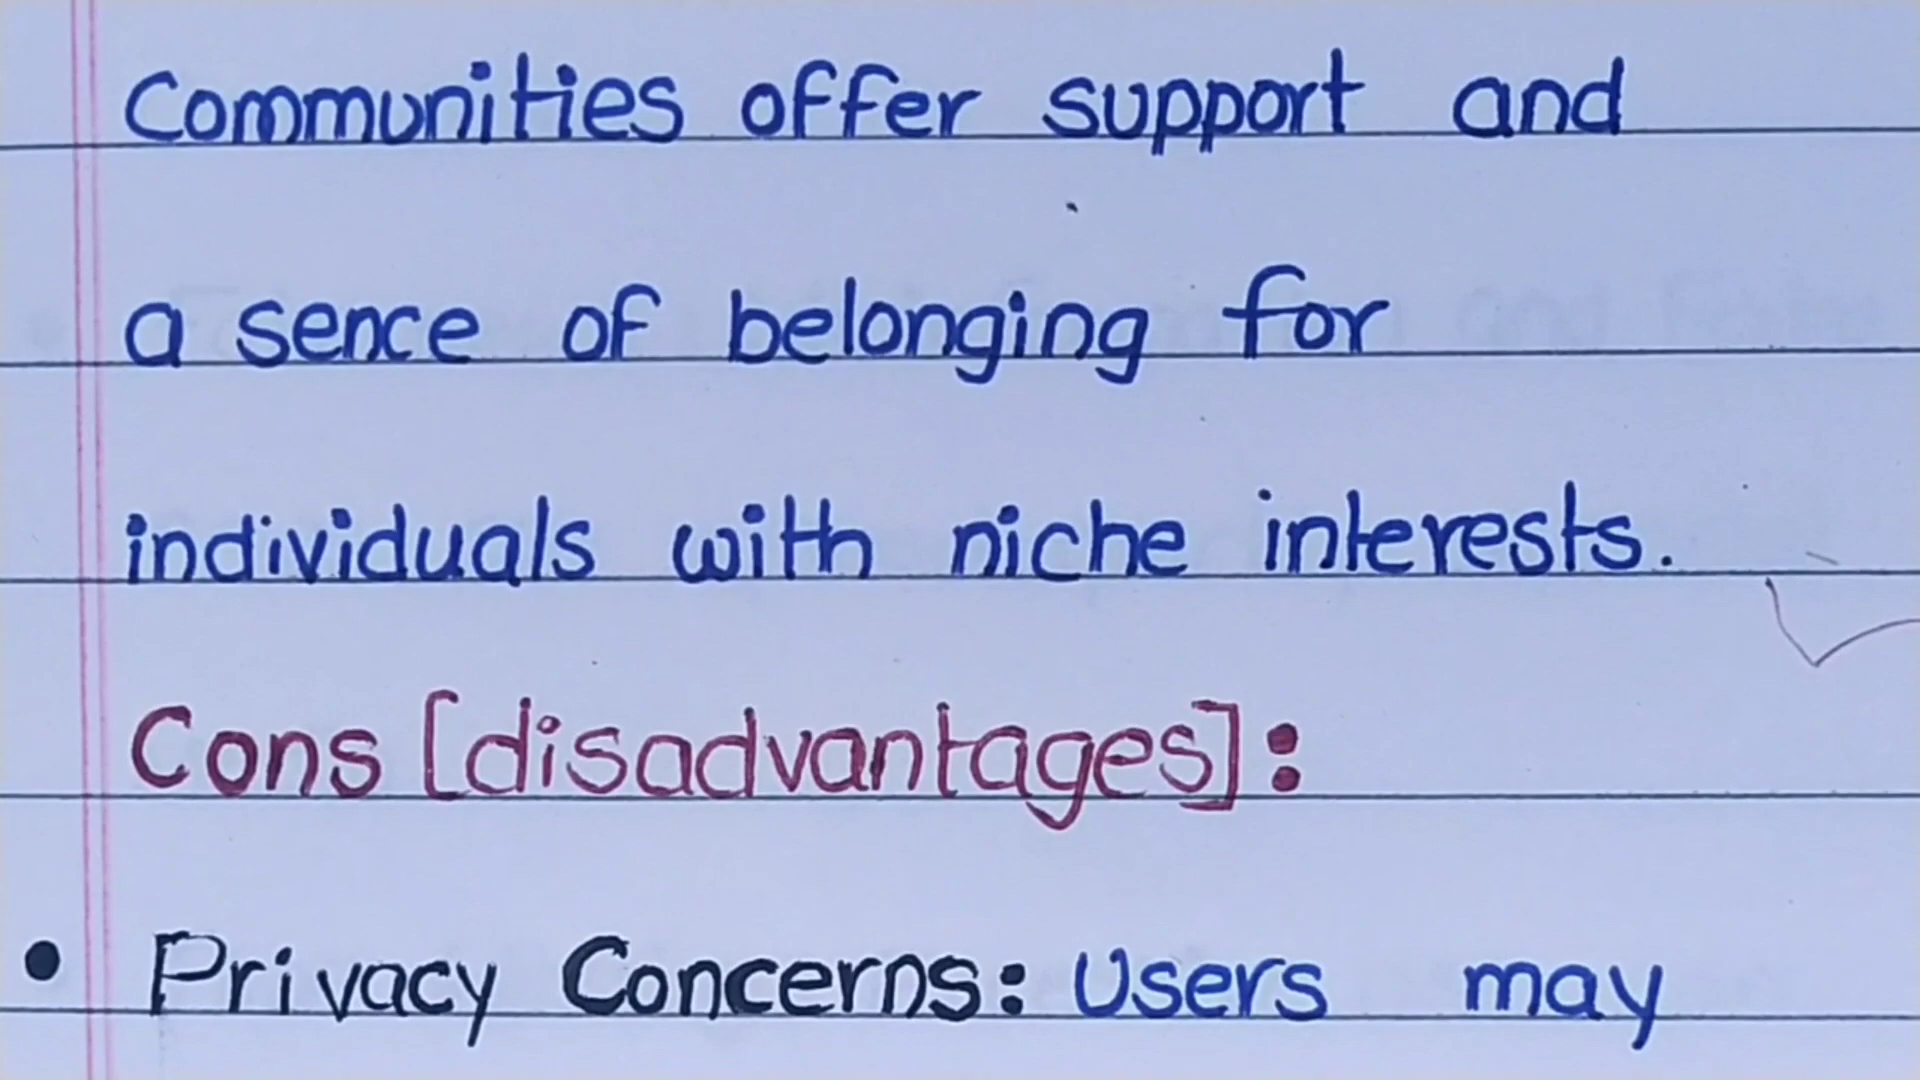 Communities offer support and
a sence of belonging for
individuals with niche interests.
Cons [disadvantages]:
• Privacy Concerns: Users may